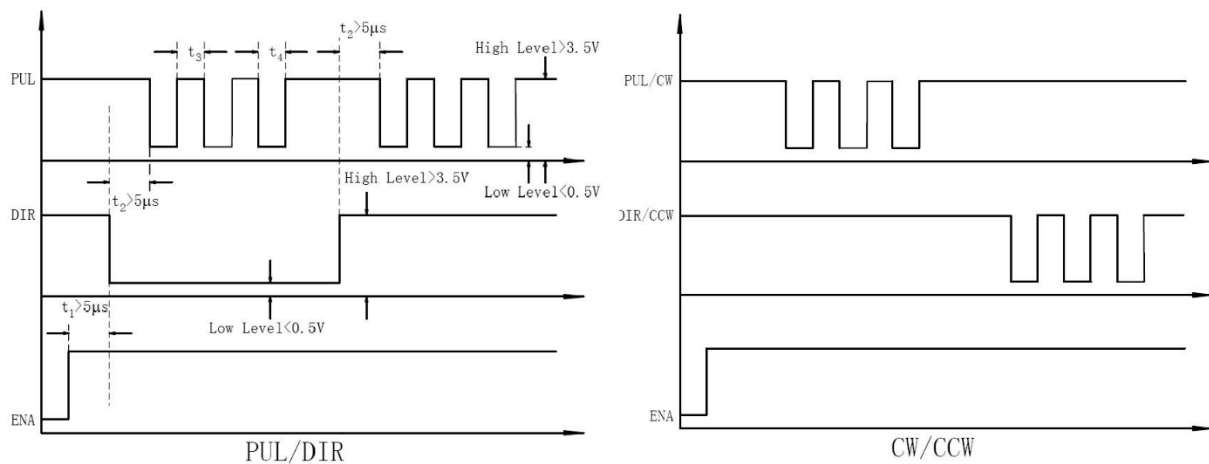 t₂>5μs
High Level>3.5V
PUL
t₃
t₄
High Level>3.5V
Low Level<0.5V
t₂>5μs
DIR
t₁>5μs
Low Level<0.5V
ENA
PUL/DIR
PUL/CW
DIR/CCW
ENA
CW/CCW